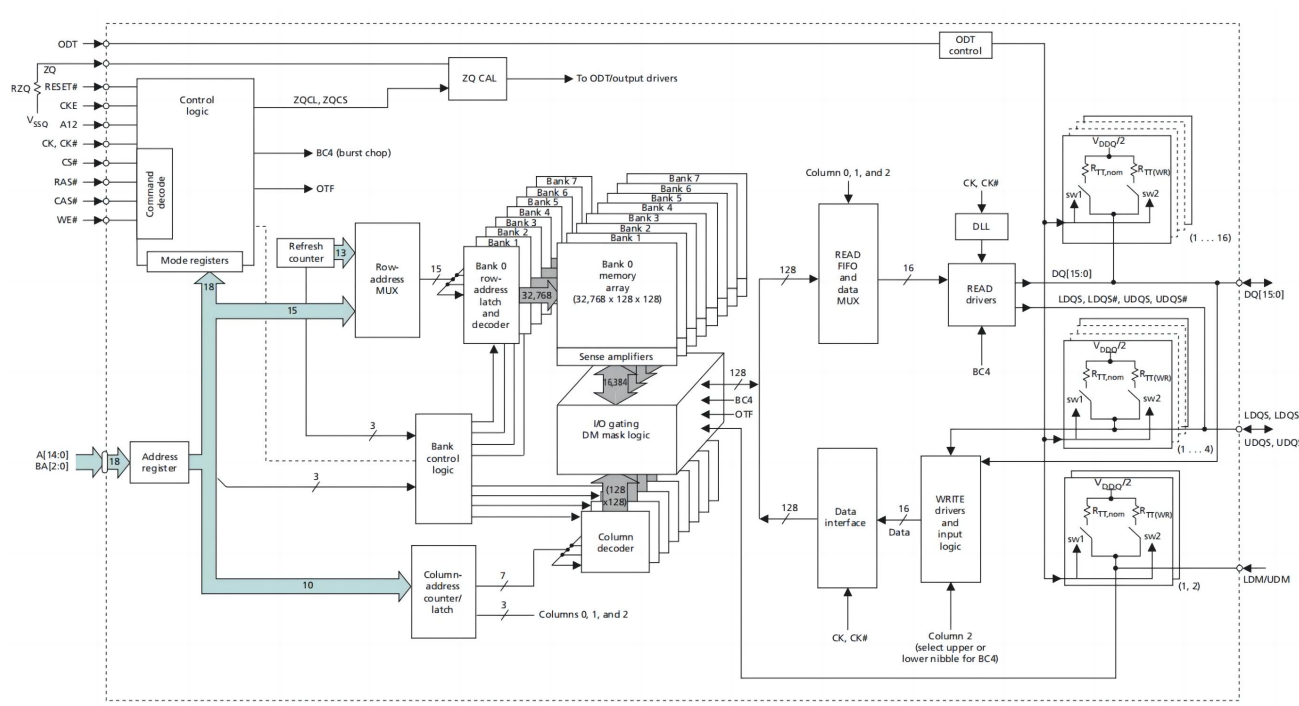 ODT
ODT
control
ZQ
RZQ
VSSQ
RESET#
CKE
A12
CK, CK#
CS#
RAS#
CAS#
WE#
Control
logic
Command
decode
Mode registers
ZQ CAL
To ODT/output drivers
ZQCL, ZQCS
BC4 (burst chop)
OTF
Refresh
counter
13
Row-
address
MUX
15
18
15
Bank 7
Bank 6
Bank 5
Bank 4
Bank 3
Bank 2
Bank 1
Bank 0
row-
address
latch
and
decoder
32,768
Bank 7
Bank 6
Bank 5
Bank 4
Bank 3
Bank 2
Bank 1
Bank 0
memory
array
(32,768 x 128 x 128)
Sense amplifiers
16,384
I/O gating
DM mask logic
128
BC4
OTF
3
Bank
control
logic
3
A[14:0]
BA[2:0]
18
Address
register
(128
x128)
Column
decoder
10
Column-
address
counter/
latch
7
3
Columns 0, 1, and 2
Column 0, 1, and 2
128
READ
FIFO
and
data
MUX
16
CK, CK#
DLL
READ
drivers
BC4
DQ[15:0]
LDQS, LDQS#, UDQS, UDQS#
DQ[15:0]
128
Data
interface
16
Data
WRITE
drivers
and
input
logic
CK, CK#
Column 2
(select upper or
lower nibble for BC4)
VDDQ/2
RTT,nom
RTT(WR)
sw1
sw2
(1 . . . 16)
VDDQ/2
RTT,nom
RTT(WR)
sw1
sw2
(1 . . . 4)
LDQS, LDQS
UDQS, UDQS
VDDQ/2
RTT,nom
RTT(WR)
sw1
sw2
(1, 2)
LDM/UDM